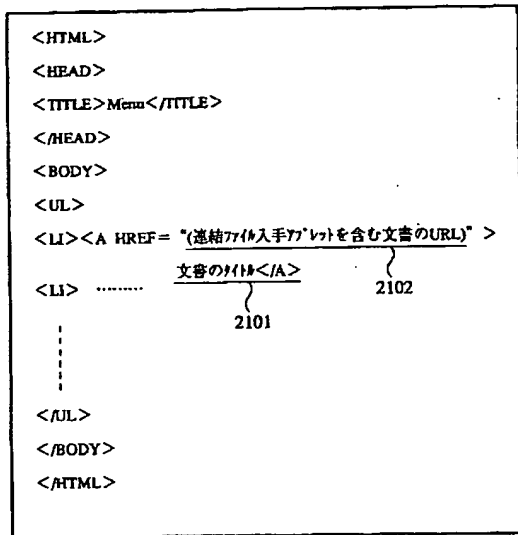 <HTML>
<HEAD>
<TITLE>Menu</TITLE>
</HEAD>
<BODY>
<UL>
<LI><A HREF= "(連結ファイル入手アプレットを含む文書のURL)" >
文書のタイトル</A>
2102
<LI> ………
2101
</UL>
</BODY>
</HTML>